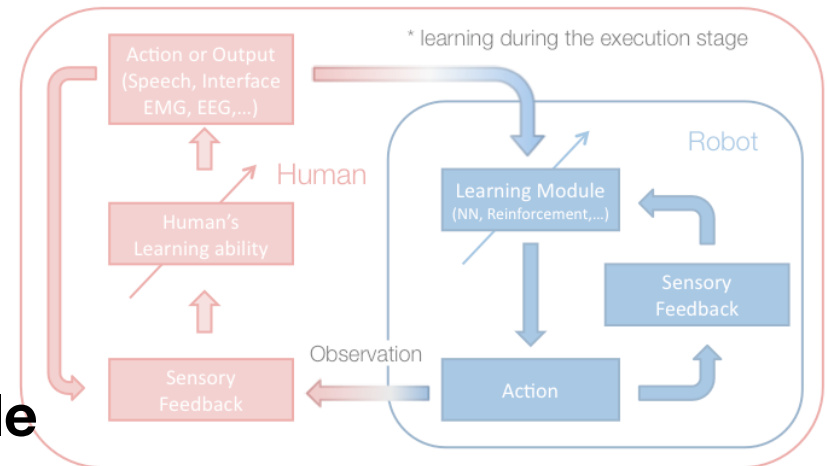 * learning during the execution stage
Action or Output
(Speech, Interface
EMG, EEG,...)
Human
Human's
Learning ability
Sensory
Feedback
Observation
Robot
Learning Module
(NN, Reinforcement,...)
Sensory
Feedback
Action
le